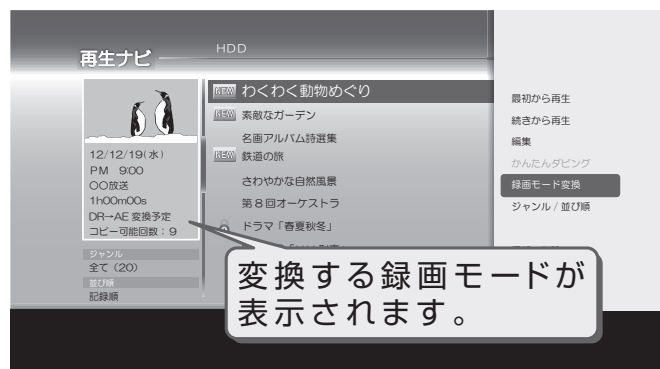 再生ナビ
HDD
NEW わくわく動物めぐり
NEW 素敵なガーデン
名画アルバム詩選集
NEW 鉄道の旅
さわやかな自然風景
第8回オーケストラ
ドラマ「春夏秋冬」
12/12/19(水)
PM 9:00
○○放送
1h00m00s
DR→AE 変換予定
コピー可能回数:9
ジャンル
全て(20)
並び順
記録順
最初から再生
続きから再生
編集
かんたんダビング
録画モード変換
ジャンル / 並び順
変換する録画モードが
表示されます。